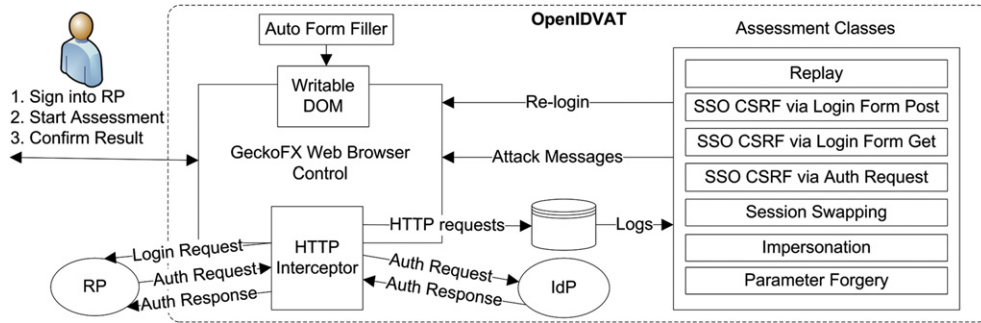 OpenIDVAT
Auto Form Filler
Assessment Classes
Writable
DOM
Replay
1. Sign into RP
2. Start Assessment
3. Confirm Result
Re-login
SSO CSRF via Login Form Post
GeckoFX Web Browser
Control
SSO CSRF via Login Form Get
Attack Messages
SSO CSRF via Auth Request
Session Swapping
HTTP requests
Logs
Login Request
HTTP
Interceptor
Impersonation
RP
Auth Request
Auth Request
IdP
Parameter Forgery
Auth Response
Auth Response